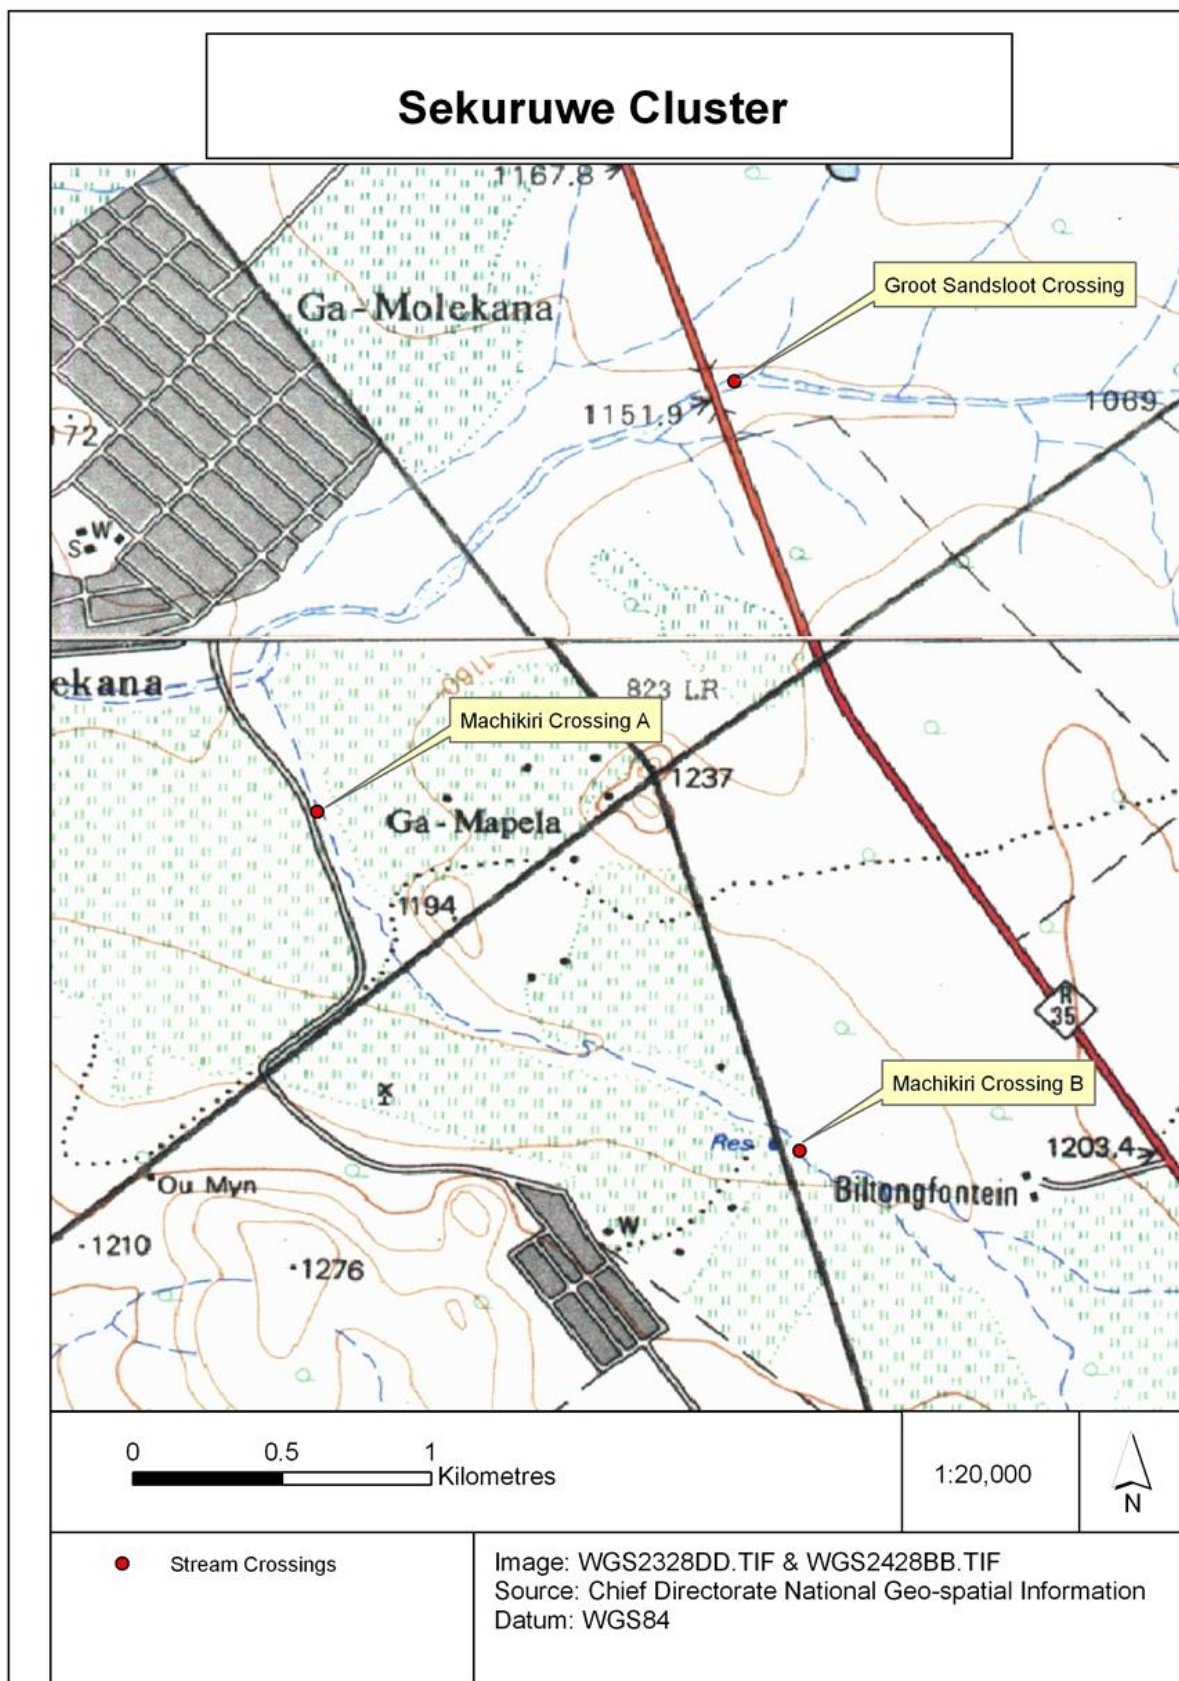 Sekuruwe Cluster
1167.8
Groot Sandsloot Crossing
Ga-Molekana
1151.9
1069
172
W
S
ekana
1160
823 LR
Machikiri Crossing A
1237
Ga-Mapela
1194
R
35
Machikiri Crossing B
Res
1203.4
Ou Myn
Biltongfontein
W
1210
1276
0 0.5 1
Kilometres
1:20,000
N
Stream Crossings
Image: WGS2328DD.TIF & WGS2428BB.TIF
Source: Chief Directorate National Geo-spatial Information
Datum: WGS84